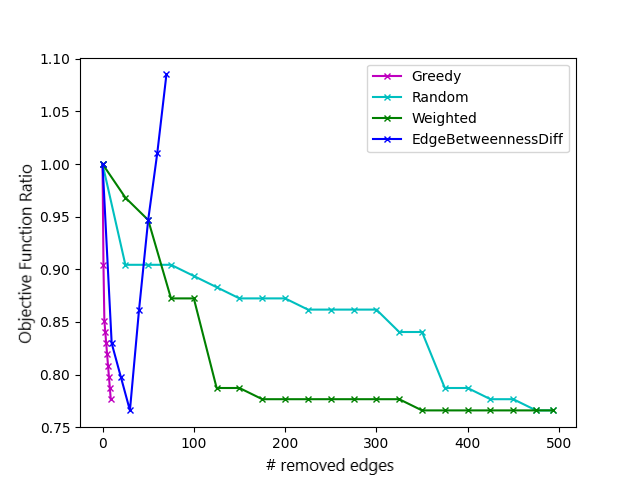 1.10
1.05
1.00
0.95
0.90
0.85
0.80
0.75
Objective Function Ratio
Greedy
Random
Weighted
EdgeBetweennessDiff
0
100
200
300
400
500
# removed edges